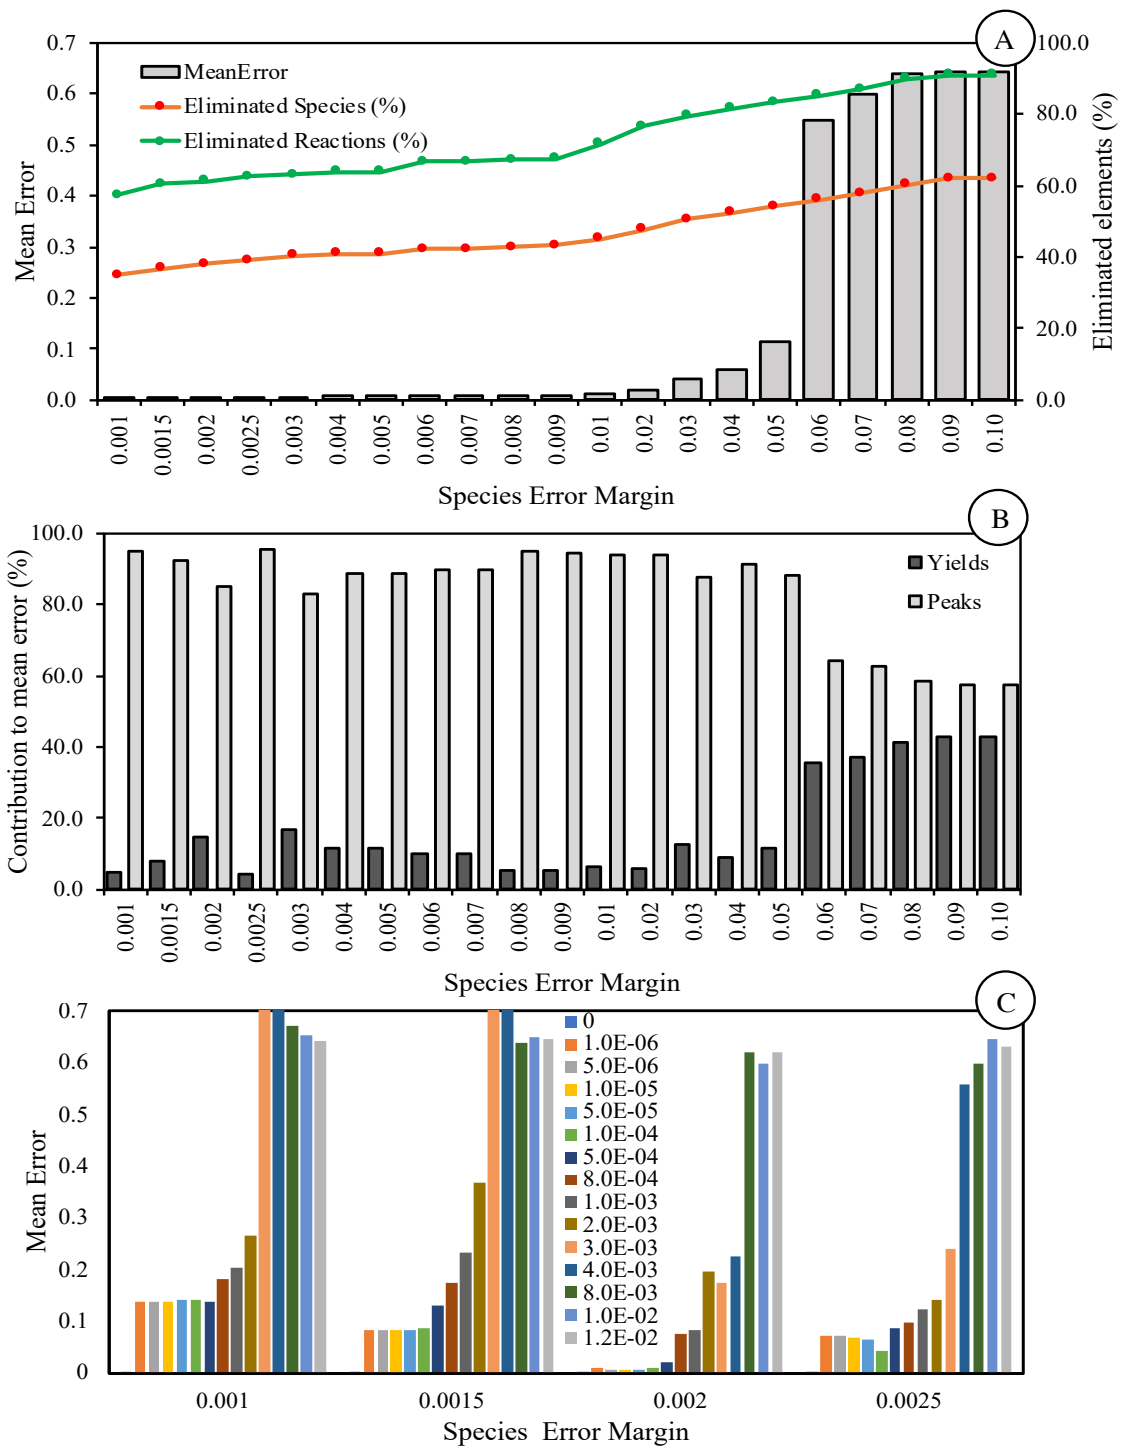 A
0.7
0.6
0.5
0.4
0.3
0.2
0.1
0.0
Mean Error
MeanError
Eliminated Species (%)
Eliminated Reactions (%)
100.0
80.0
60.0
40.0
20.0
0.0
Eliminated elements (%)
0.001 0.0015 0.002 0.0025 0.003 0.004 0.005 0.006 0.007 0.008 0.009 0.01 0.02 0.03 0.04 0.05 0.06 0.07 0.08 0.09 0.10
Species Error Margin
B
100.0
80.0
60.0
40.0
20.0
0.0
Contribution to mean error (%)
Yields
Peaks
0.001 0.0015 0.002 0.0025 0.003 0.004 0.005 0.006 0.007 0.008 0.009 0.01 0.02 0.03 0.04 0.05 0.06 0.07 0.08 0.09 0.10
Species Error Margin
C
0.7
0.6
0.5
0.4
0.3
0.2
0.1
0
Mean Error
0
1.0E-06
5.0E-06
1.0E-05
5.0E-05
1.0E-04
5.0E-04
8.0E-04
1.0E-03
2.0E-03
3.0E-03
4.0E-03
8.0E-03
1.0E-02
1.2E-02
0.001 0.0015 0.002 0.0025
Species Error Margin